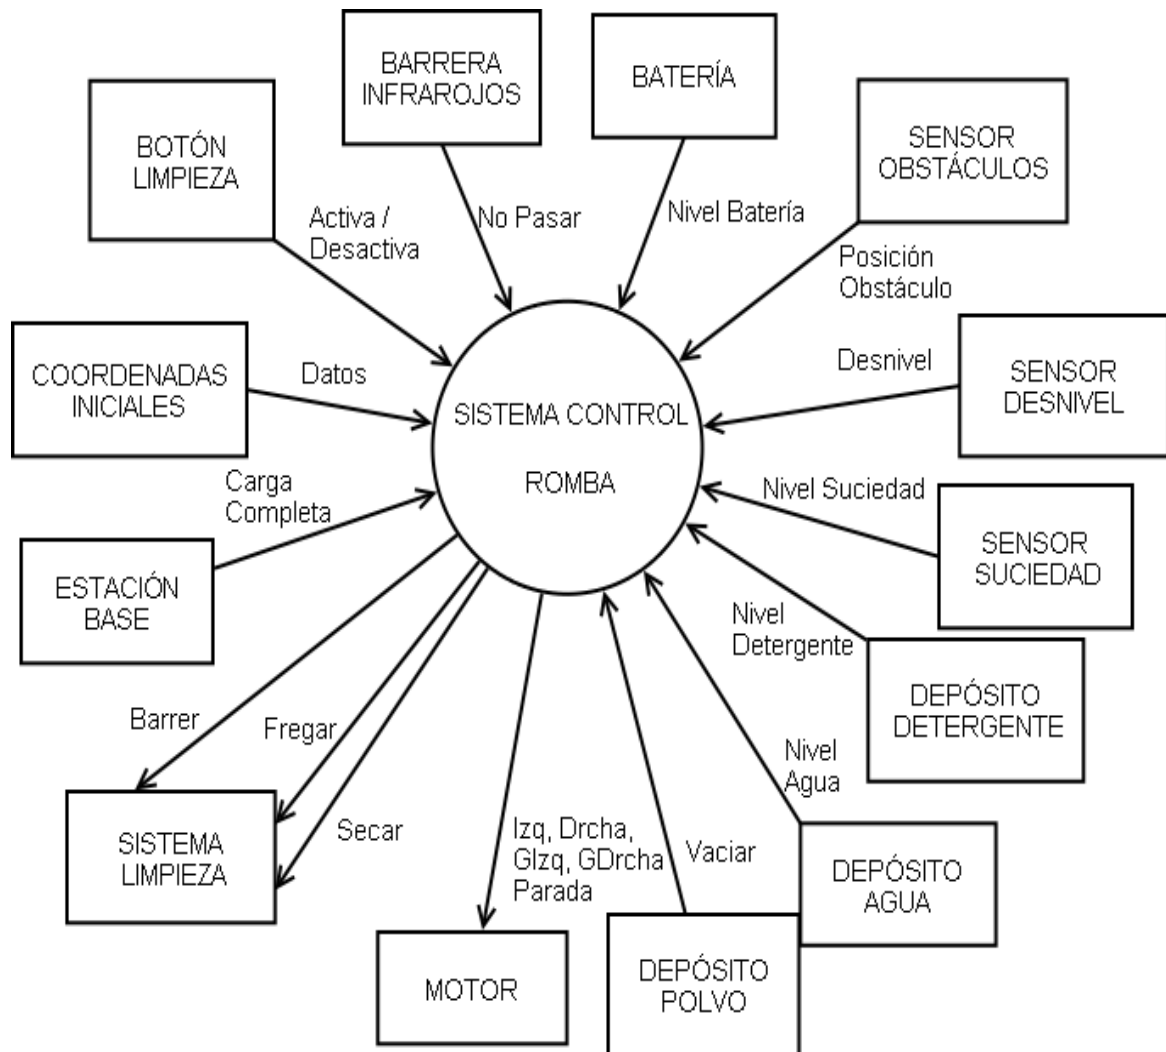 BARRERA
INFRAROJOS
BATERÍA
BOTÓN
LIMPIEZA
SENSOR
OBSTÁCULOS
Activa /
Desactiva
No Pasar
Nivel Batería
Posición
Obstáculo
COORDENADAS
INICIALES
Datos
Desnivel
SENSOR
DESNIVEL
SISTEMA CONTROL
ROMBA
Carga
Completa
Nivel Suciedad
ESTACIÓN
BASE
SENSOR
SUCIEDAD
Nivel
Detergente
Barrer
Fregar
DEPÓSITO
DETERGENTE
Nivel
Agua
SISTEMA
LIMPIEZA
Secar
Izq, Drcha,
GIzq, GDrcha
Parada
Vaciar
DEPÓSITO
AGUA
MOTOR
DEPÓSITO
POLVO